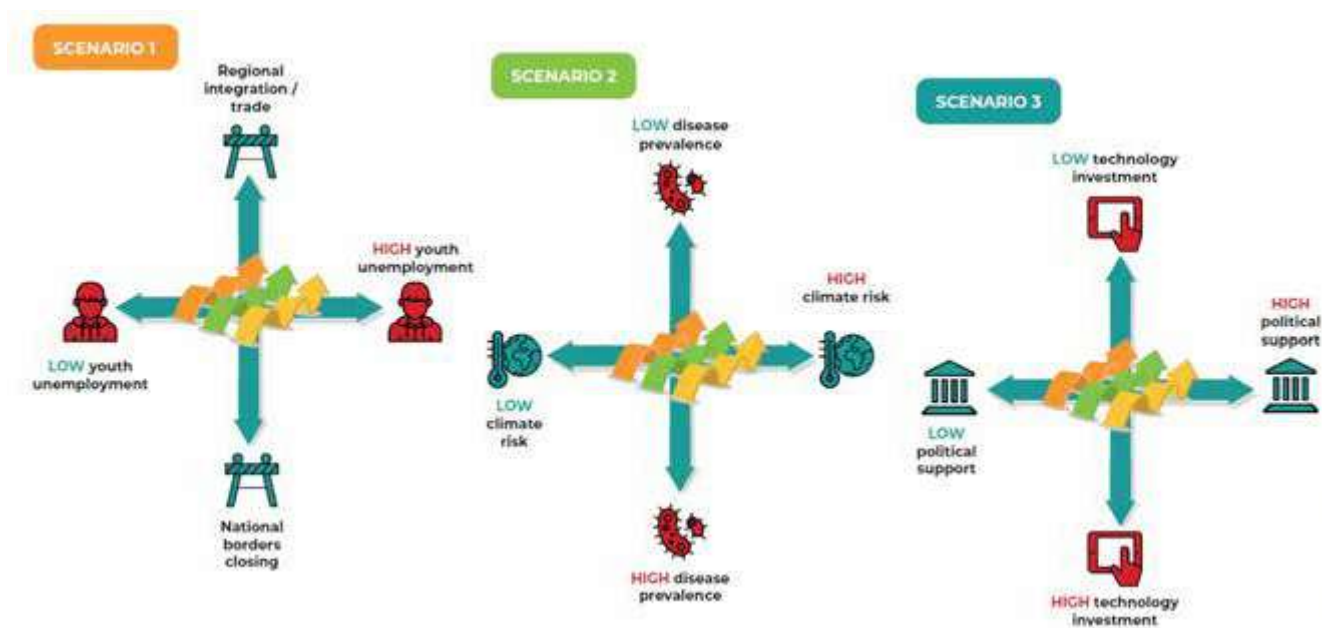 SCENARIO 1
Regional
integration /
trade
HIGH youth
unemployment
LOW youth
unemployment
National
borders
closing
SCENARIO 2
LOW disease
prevalence
HIGH
climate risk
LOW
climate
risk
HIGH disease
prevalence
SCENARIO 3
LOW technology
investment
HIGH
political
support
LOW
political
support
HIGH technology
investment